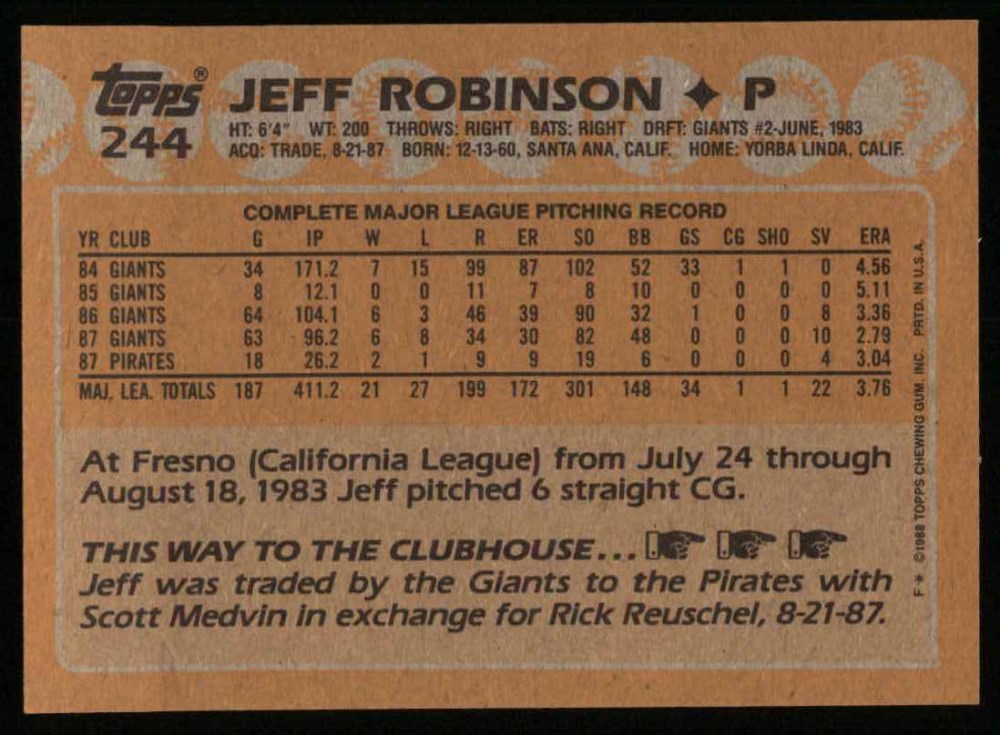 Topps® JEFF ROBINSON ✦ P
244 HT: 6'4" WT: 200 THROWS: RIGHT BATS: RIGHT DRFT: GIANTS #2-JUNE, 1983
ACQ: TRADE, 8-21-87 BORN: 12-13-60, SANTA ANA, CALIF. HOME: YORBA LINDA, CALIF.
COMPLETE MAJOR LEAGUE PITCHING RECORD
YR CLUB G IP W L R ER SO BB GS CG SHO SV ERA
84 GIANTS 34 171.2 7 15 99 87 102 52 33 1 1 0 4.56
85 GIANTS 8 12.1 0 0 11 7 8 10 0 0 0 0 5.11
86 GIANTS 64 104.1 6 3 46 39 90 32 1 0 0 8 3.36
87 GIANTS 63 96.2 6 8 34 30 82 48 0 0 0 10 2.79
87 PIRATES 18 26.2 2 1 9 9 19 6 0 0 0 4 3.04
MAJ. LEA. TOTALS 187 411.2 21 27 199 172 301 148 34 1 1 22 3.76
At Fresno (California League) from July 24 through
August 18, 1983 Jeff pitched 6 straight CG.
THIS WAY TO THE CLUBHOUSE...
Jeff was traded by the Giants to the Pirates with
Scott Medvin in exchange for Rick Reuschel, 8-21-87.
F* ©1988 TOPPS CHEWING GUM, INC. PRTD. IN U.S.A.